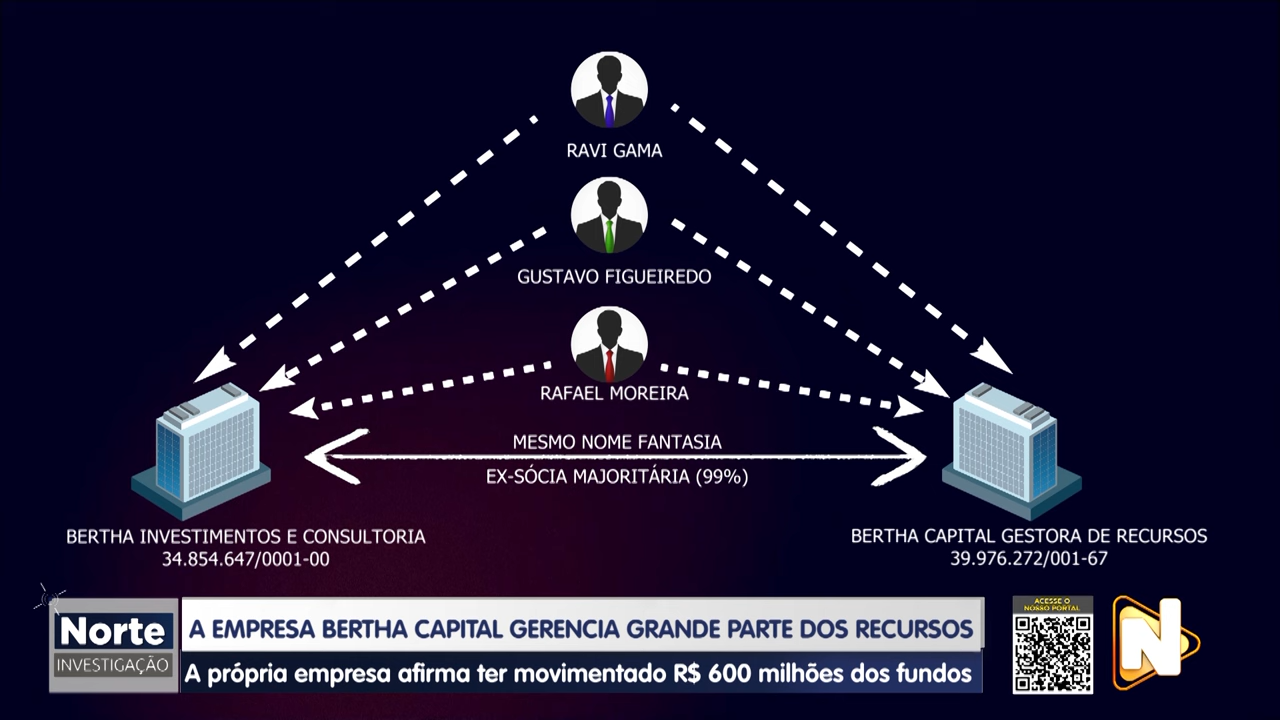 RAVI GAMA
GUSTAVO FIGUEIREDO
RAFAEL MOREIRA
MESMO NOME FANTASIA
EX-SÓCIA MAJORITÁRIA (99%)
BERTHA INVESTIMENTOS E CONSULTORIA
34.854.647/0001-00
BERTHA CAPITAL GESTORA DE RECURSOS
39.976.272/001-67
Norte
INVESTIGAÇÃO
A EMPRESA BERTHA CAPITAL GERENCIA GRANDE PARTE DOS RECURSOS
A própria empresa afirma ter movimentado R$ 600 milhões dos fundos
ACESSE O
NOSSO PORTAL
N